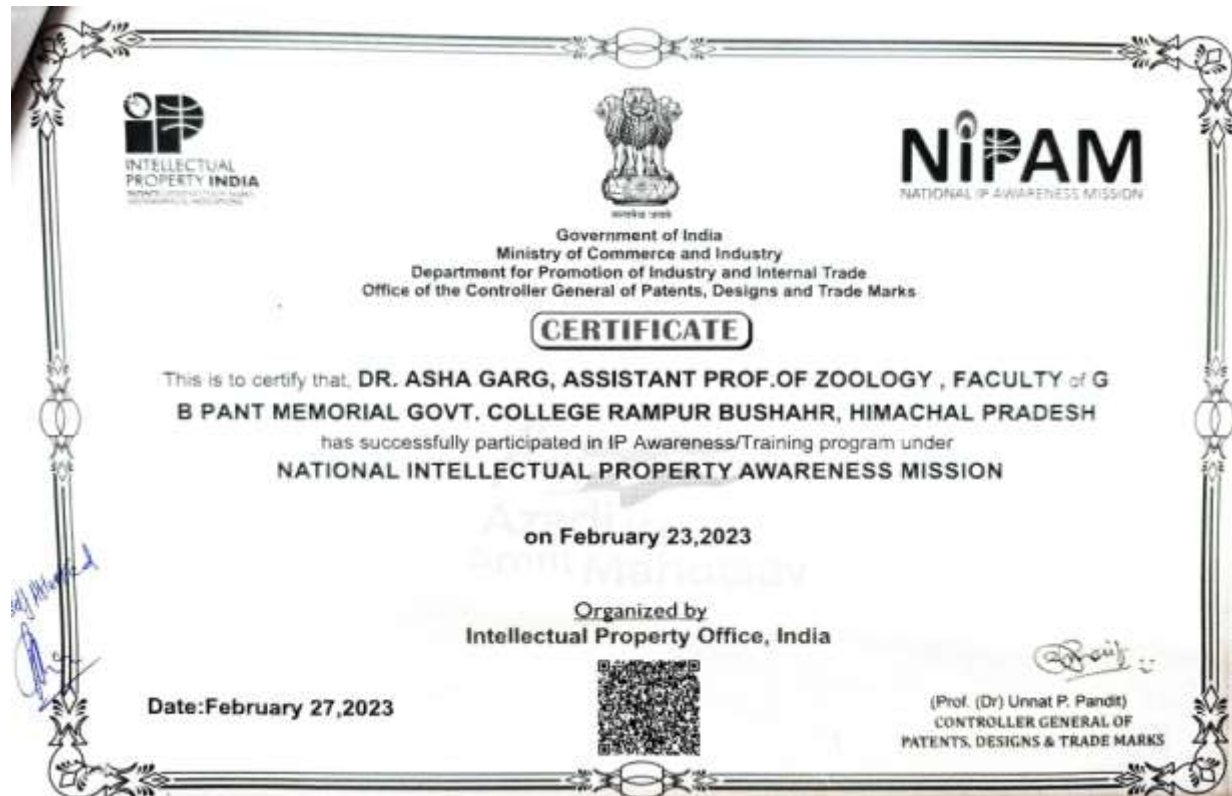 iP
INTELLECTUAL
PROPERTY INDIA
NiPAM
NATIONAL IP AWARENESS MISSION
Government of India
Ministry of Commerce and Industry
Department for Promotion of Industry and Internal Trade
Office of the Controller General of Patents, Designs and Trade Marks
CERTIFICATE
This is to certify that, DR. ASHA GARG, ASSISTANT PROF.OF ZOOLOGY , FACULTY of G
B PANT MEMORIAL GOVT. COLLEGE RAMPUR BUSHAHR, HIMACHAL PRADESH
has successfully participated in IP Awareness/Training program under
NATIONAL INTELLECTUAL PROPERTY AWARENESS MISSION
Azadi
Amrit Mahotsav
on February 23,2023
Organized by
Intellectual Property Office, India
Date:February 27,2023
(Prof. (Dr) Unnat P. Pandit)
CONTROLLER GENERAL OF
PATENTS, DESIGNS & TRADE MARKS